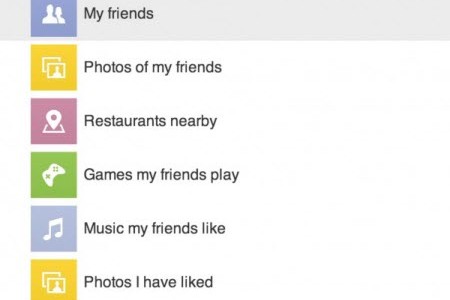 My friends
Photos of my friends
Restaurants nearby
Games my friends play
Music my friends like
Photos I have liked